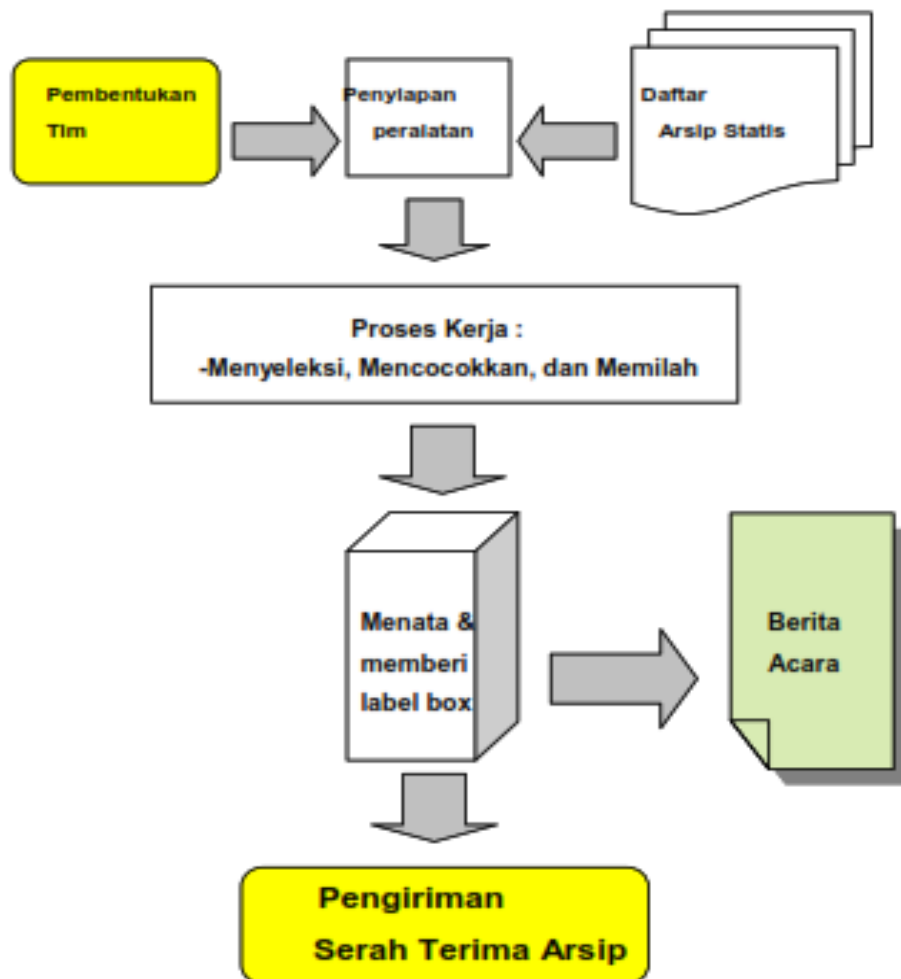 Pembentukan
Tim
Penyiapan
peralatan
Daftar
Arsip Statis
Proses Kerja :
-Menyeleksi, Mencocokkan, dan Memilah
Menata &
memberi
label box
Berita
Acara
Pengiriman
Serah Terima Arsip